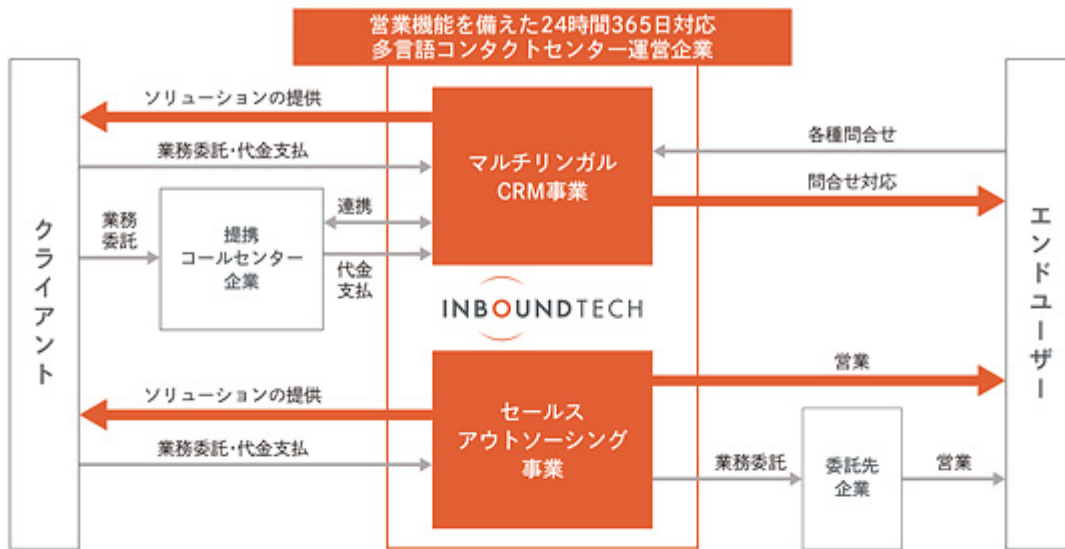 営業機能を備えた24時間365日対応
多言語コンタクトセンター運営企業
クライアント
ソリューションの提供
業務委託・代金支払
業務
委託
提携
コールセンター
企業
連携
代金
支払
マルチリンガル
CRM事業
各種問合せ
問合せ対応
エンドユーザー
INBOUNDTECH
ソリューションの提供
業務委託・代金支払
セールス
アウトソーシング
事業
営業
業務委託
委託先
企業
営業